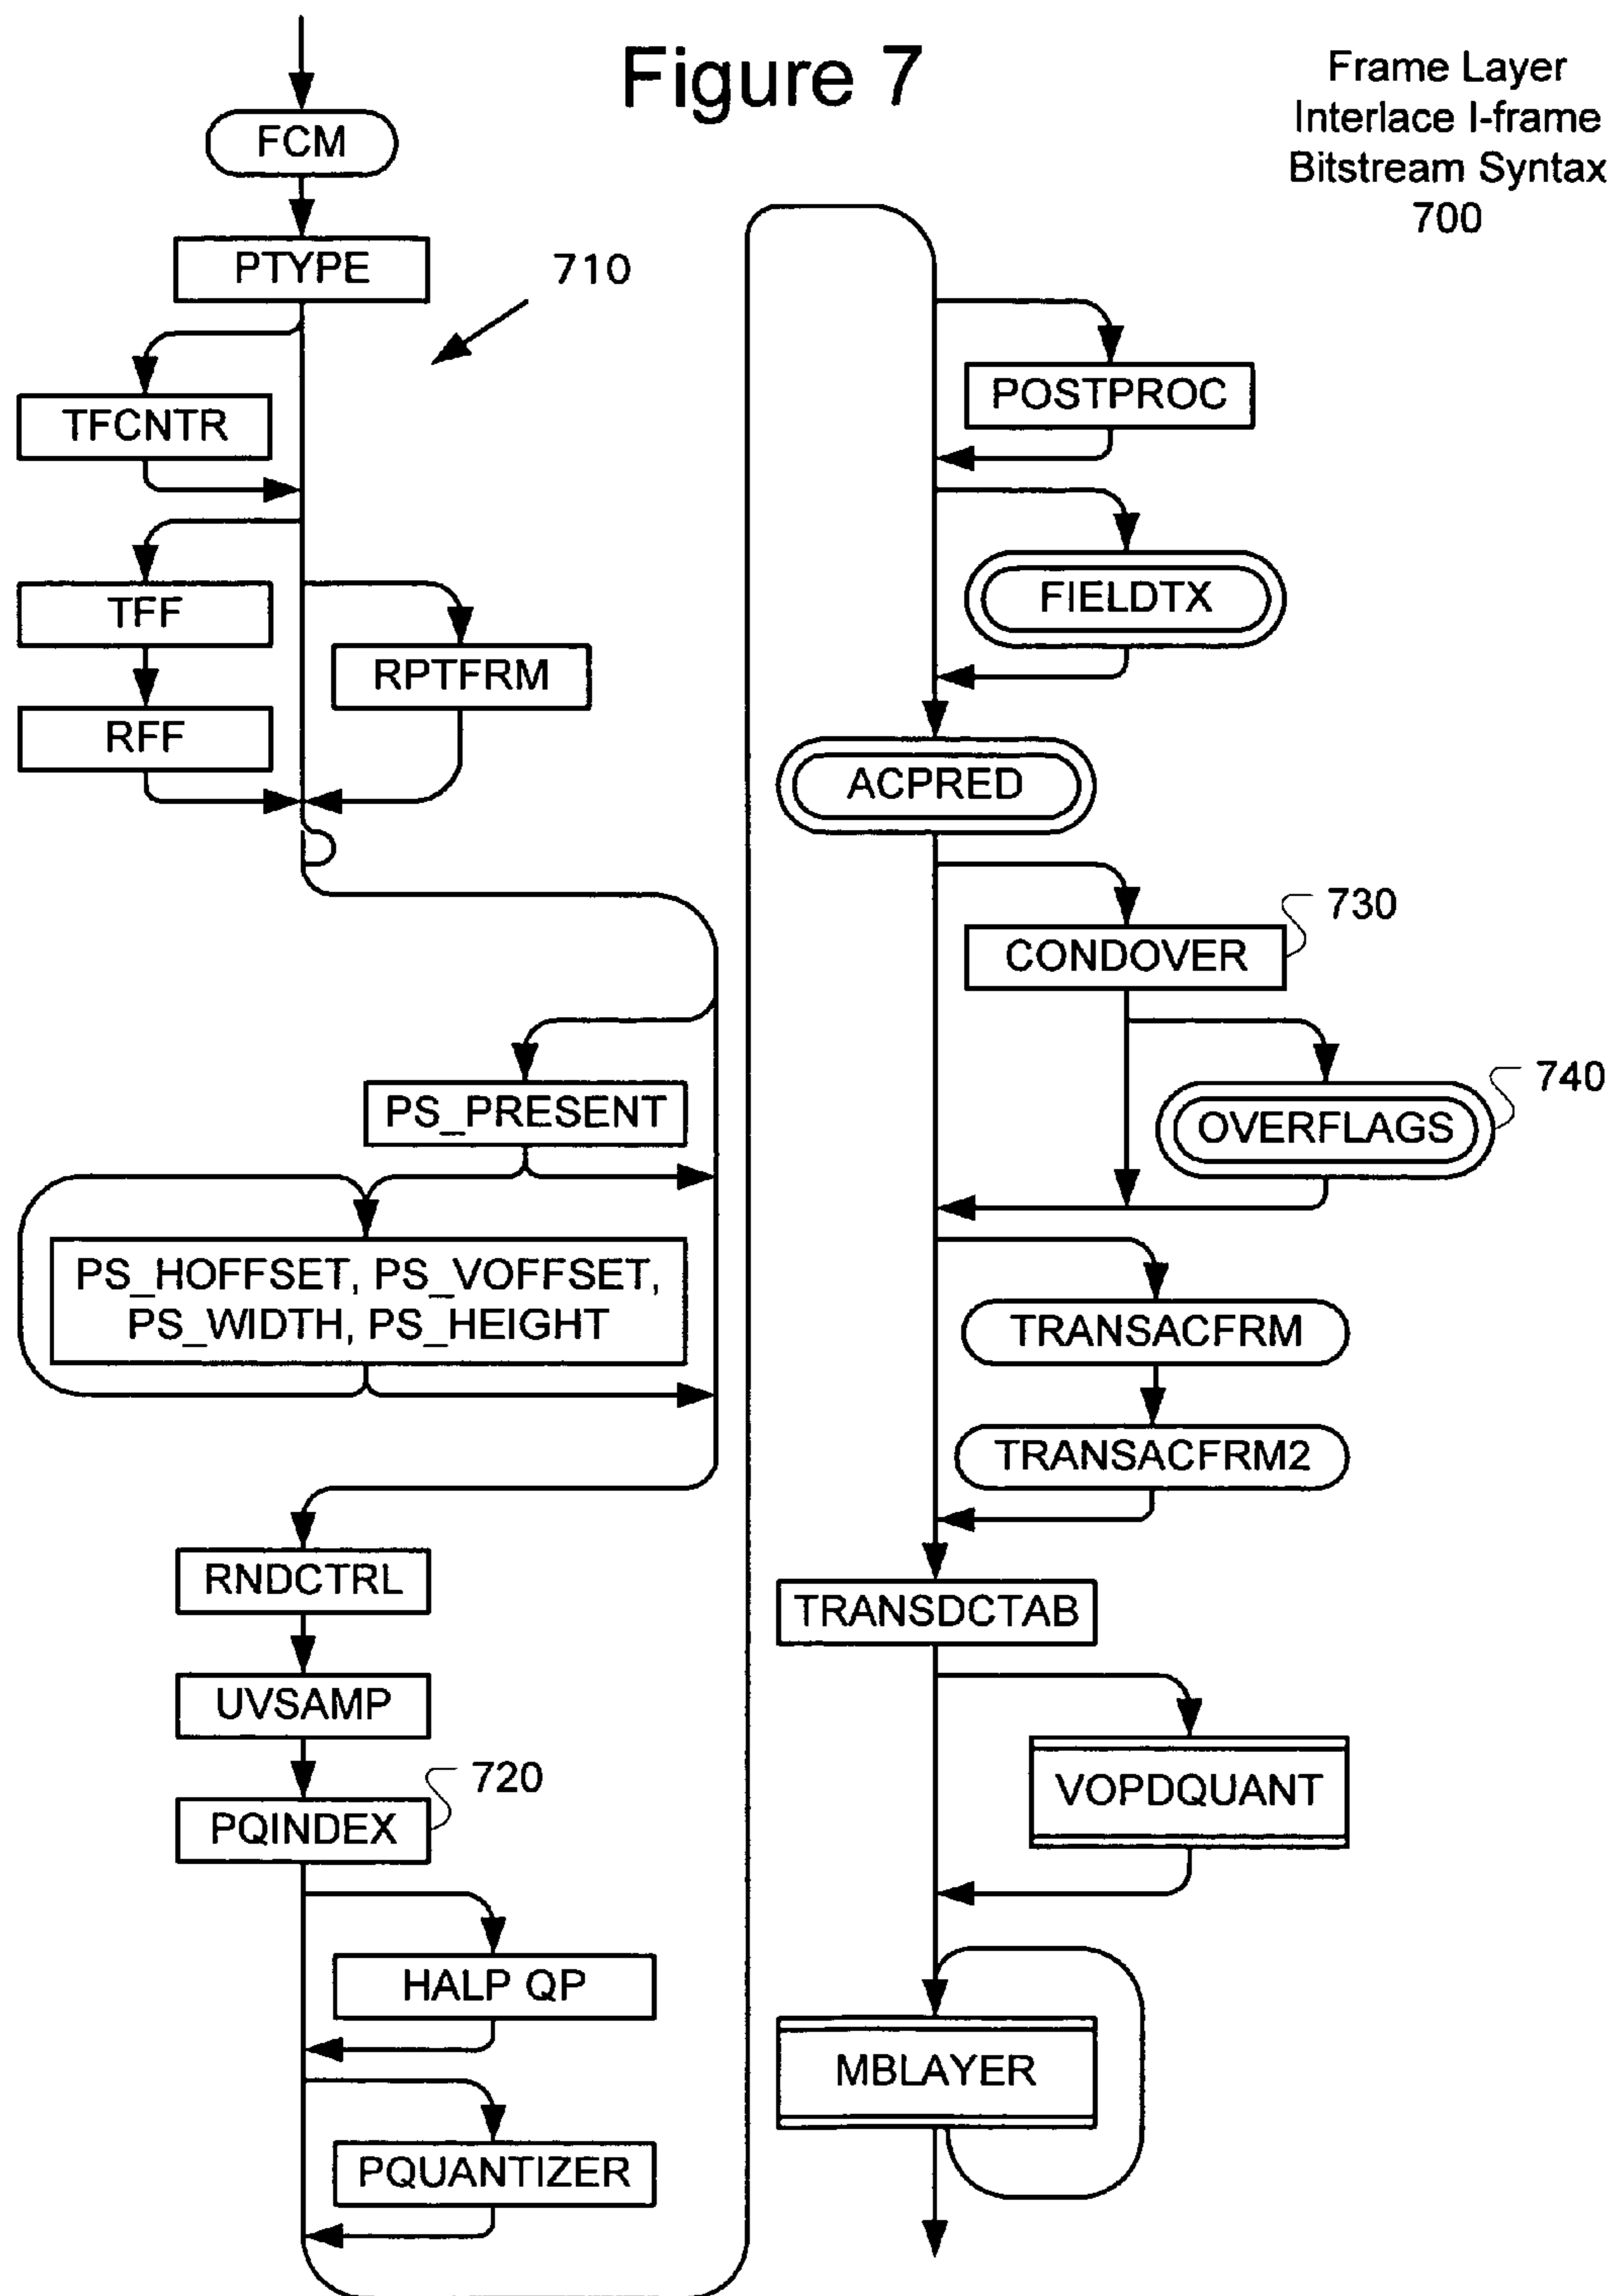 Figure 7
Frame Layer
Interlace I-frame
Bitstream Syntax
700
FCM
PTYPE
710
TFCNTR
TFF
RPTFRM
RFF
PS_PRESENT
PS_HOFFSET, PS_VOFFSET,
PS_WIDTH, PS_HEIGHT
RNDCTRL
UVSAMP
PQINDEX
720
HALP QP
PQUANTIZER
POSTPROC
FIELDTX
ACPRED
CONDOVER
730
OVERFLAGS
740
TRANSACFRM
TRANSACFRM2
TRANSDCTAB
VOPDQUANT
MBLAYER